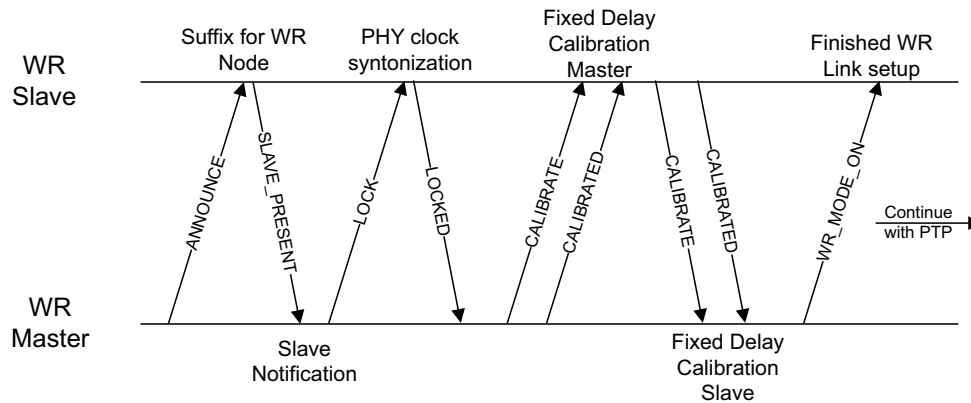 Suffix for WR
Node
PHY clock
syntonization
Fixed Delay
Calibration
Master
Finished WR
Link setup
WR
Slave
ANNOUNCE
SLAVE_PRESENT
LOCK
LOCKED
CALIBRATE
CALIBRATED
CALIBRATE
CALIBRATED
WR_MODE_ON
Continue
with PTP
WR
Master
Slave
Notification
Fixed Delay
Calibration
Slave